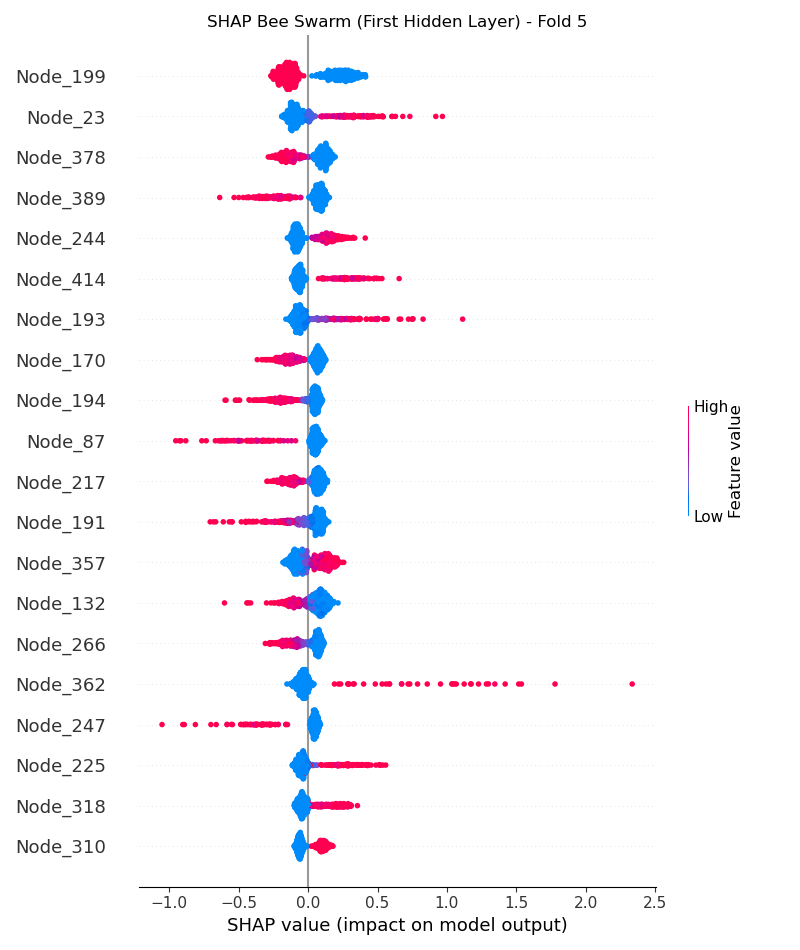 SHAP Bee Swarm (First Hidden Layer) - Fold 5
Node_199
Node_23
Node_378
Node_389
Node_244
Node_414
Node_193
Node_170
Node_194
Node_87
Node_217
Node_191
Node_357
Node_132
Node_266
Node_362
Node_247
Node_225
Node_318
Node_310
High
Low
Feature value
−1.0 −0.5 0.0 0.5 1.0 1.5 2.0 2.5
SHAP value (impact on model output)